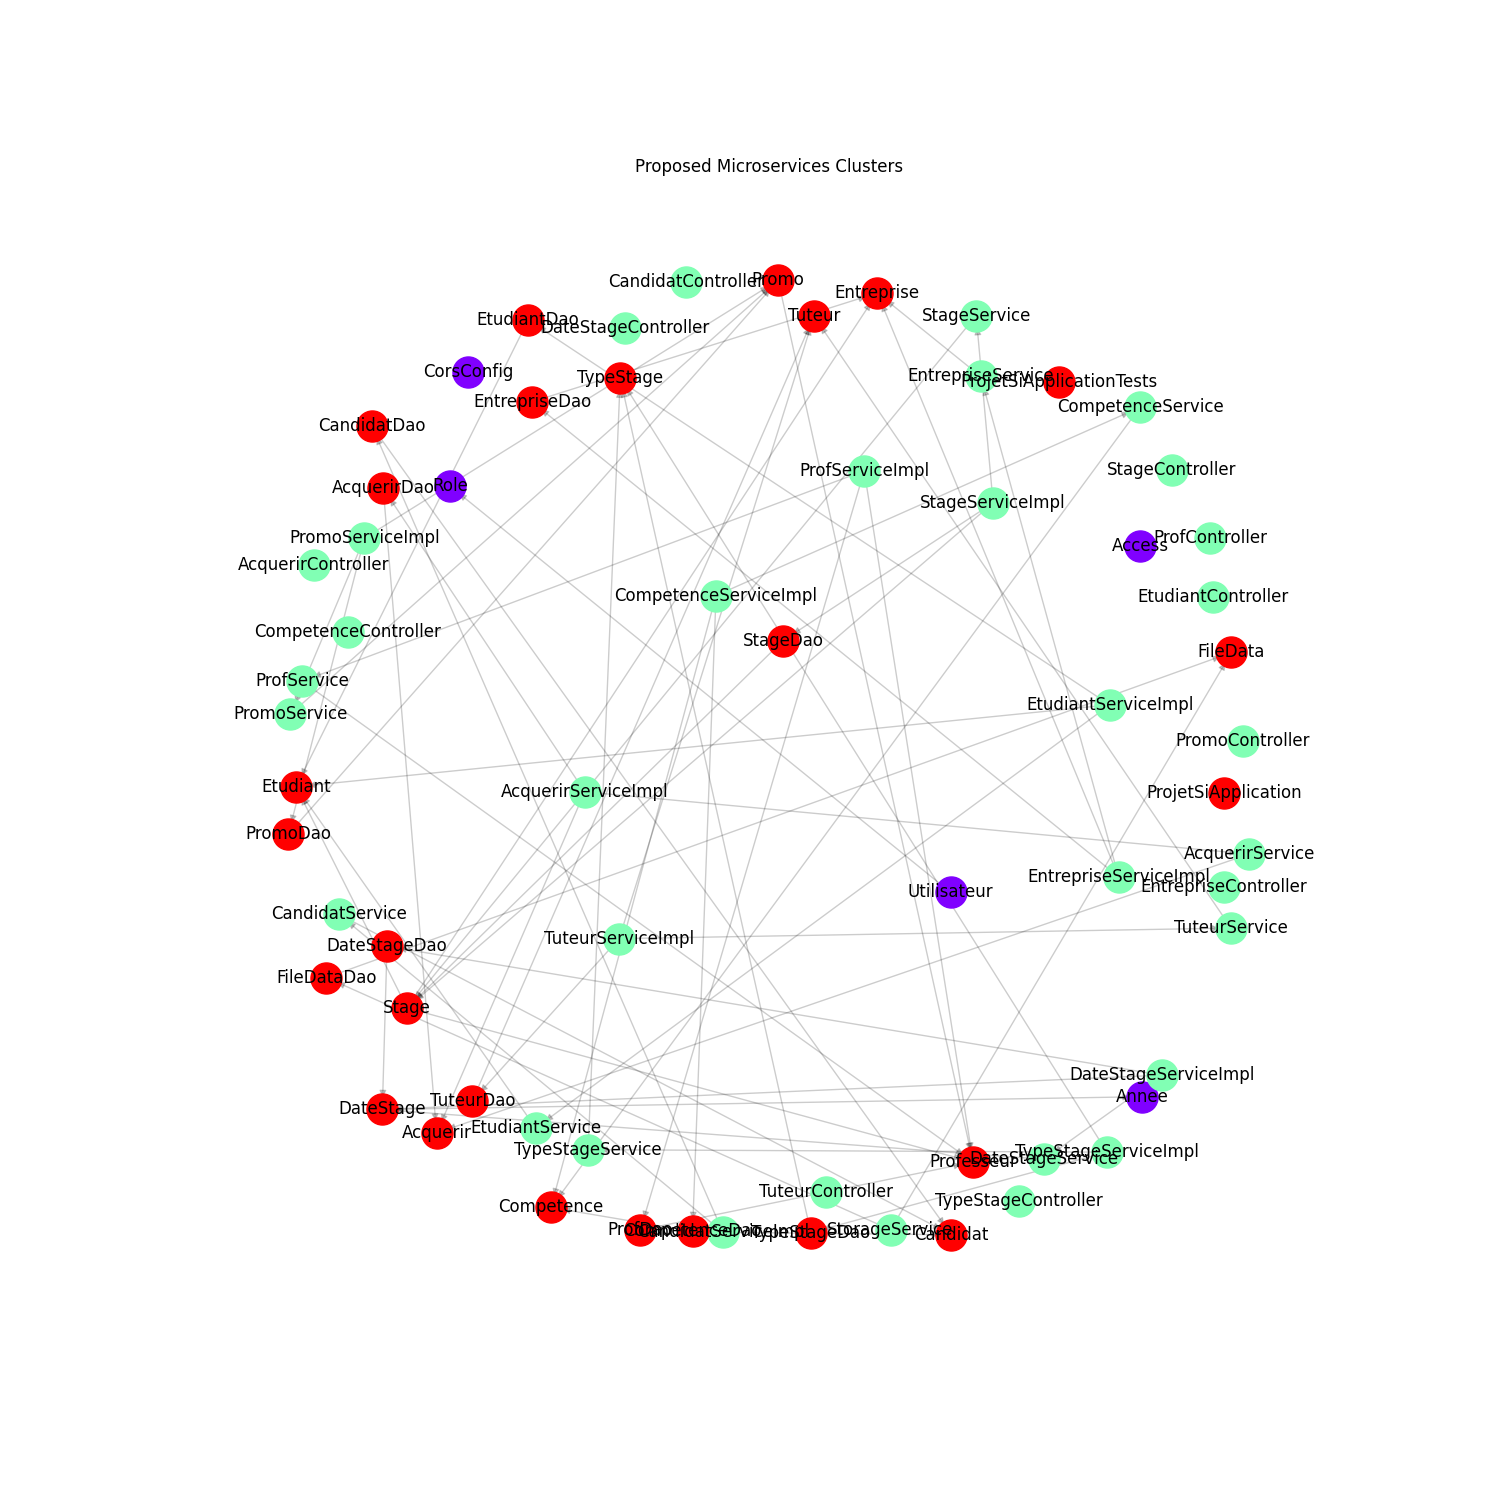 Proposed Microservices Clusters
CandidatController
Promo
Entreprise
Tuteur
StageService
EtudiantDao
DateStageController
CorsConfig
TypeStage
EntrepriseService
ProjetSiApplicationTests
EntrepriseDao
CompetenceService
CandidatDao
ProfServiceImpl
StageController
AcquerirDao
Role
StageServiceImpl
PromoServiceImpl
ProfController
Access
AcquerirController
CompetenceServiceImpl
EtudiantController
CompetenceController
StageDao
FileData
ProfService
PromoService
EtudiantServiceImpl
PromoController
Etudiant
AcquerirServiceImpl
ProjetSiApplication
PromoDao
AcquerirService
EntrepriseServiceImpl
EntrepriseController
Utilisateur
CandidatService
TuteurService
DateStageDao
TuteurServiceImpl
FileDataDao
Stage
DateStageServiceImpl
Annee
TuteurDao
DateStage
Acquerir
EtudiantService
TypeStageService
TypeStageServiceImpl
Professeur
DateStageService
TuteurController
TypeStageController
Competence
ProfDao
CompetenceDao
CandidatServiceImpl
TypeStageDao
StorageService
Candidat